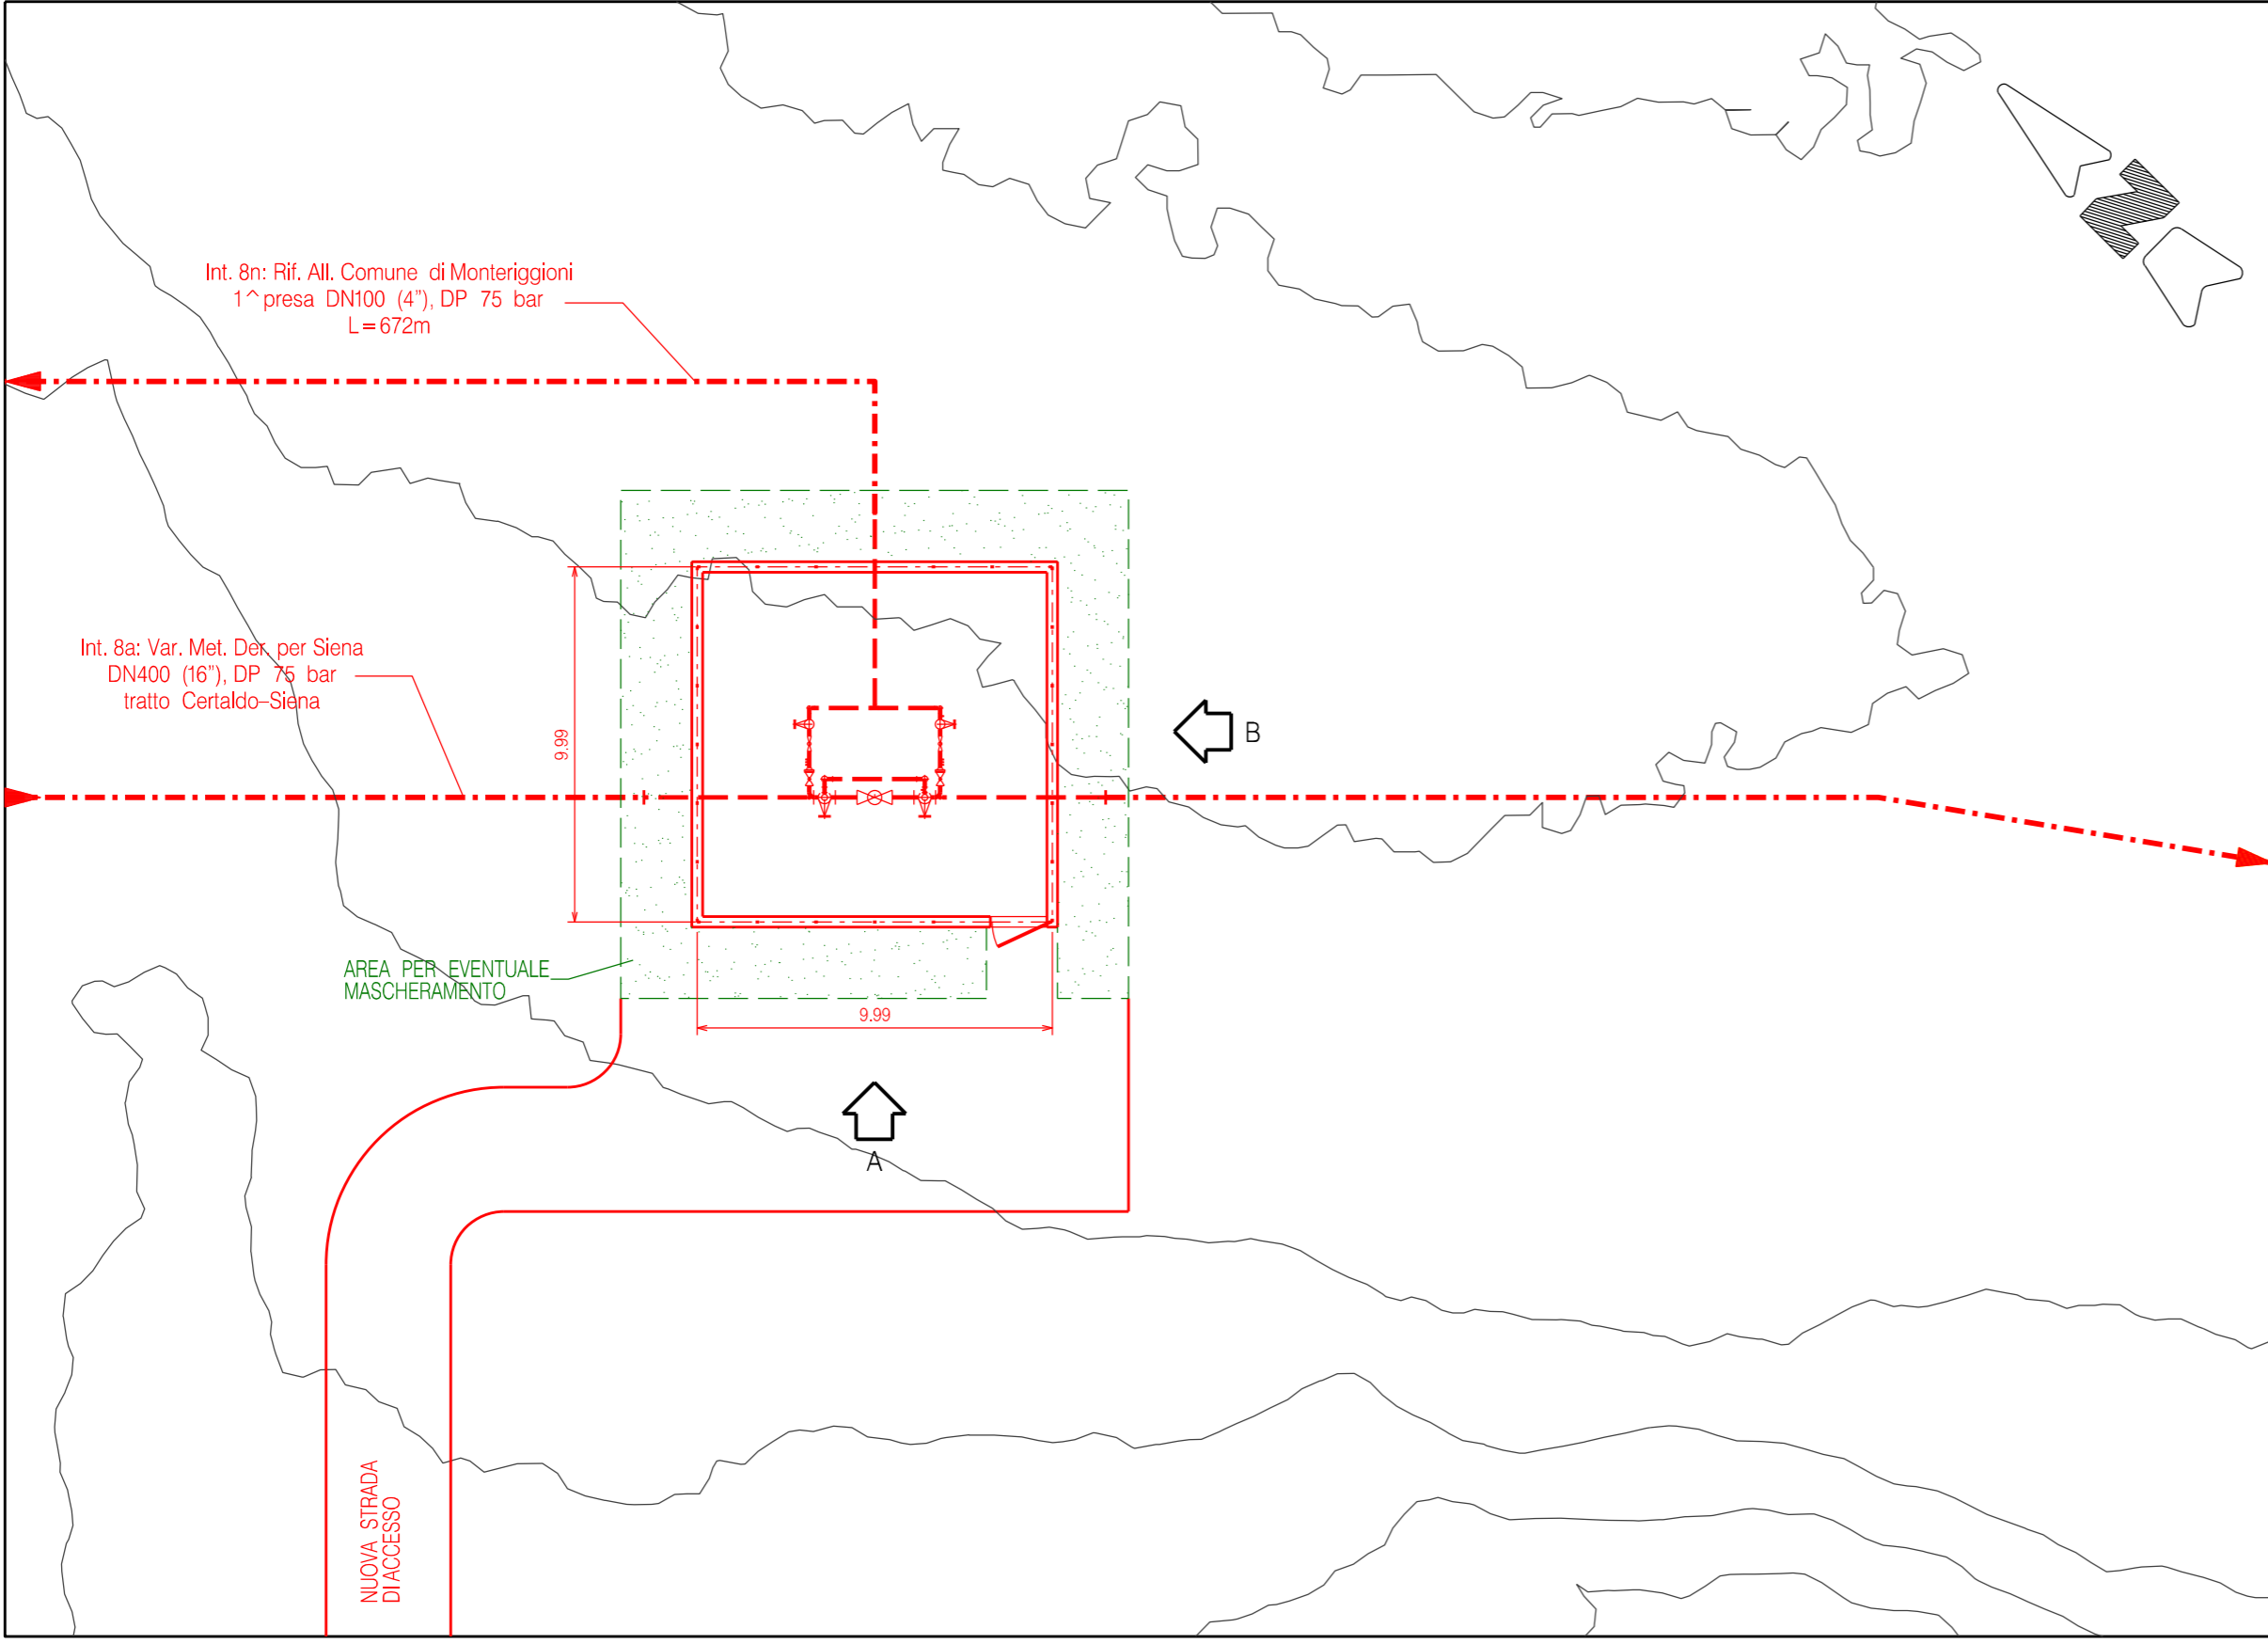 Int. 8n: Rif. All. Comune di Monteriggioni
1^ presa DN100 (4"), DP 75 bar
L=672m
N
Int. 8a: Var. Met. Der. per Siena
DN400 (16"), DP 75 bar
tratto Certaldo-Siena
9.99
B
AREA PER EVENTUALE
MASCHERAMENTO
9.99
A
NUOVA STRADA
DI ACCESSO